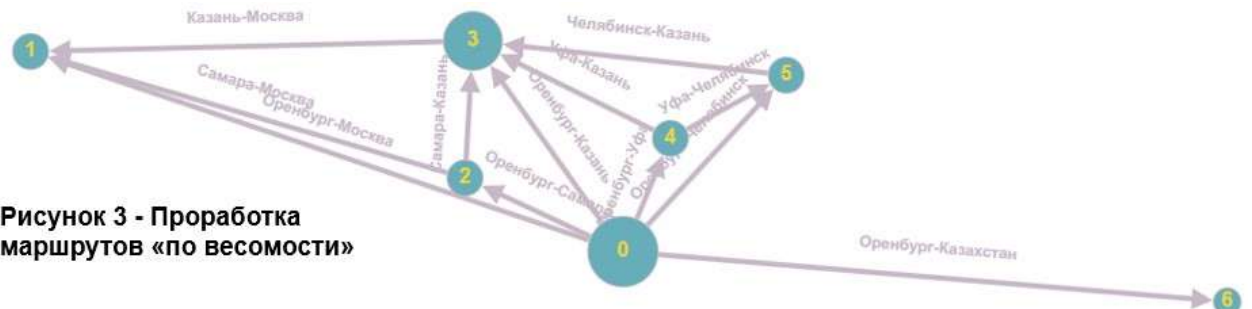 Казань-Москва
Челябинск-Казань
1
3
5
Уфа-Казань
Уфа-Челябинск
Самара-Москва
Оренбург-Москва
Самара-Казань
Оренбург-Казань
Оренбург-Уфа
Оренбург-Челябинск
4
2
Оренбург-Самара
0
Рисунок 3 - Проработка
маршрутов «по весомости»
Оренбург-Казахстан
6